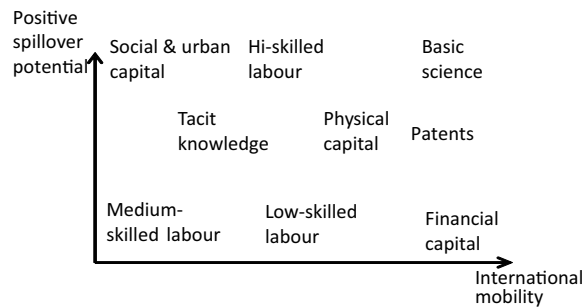 Positive
spillover
potential
Social & urban
capital
Hi-skilled
labour
Basic
science
Tacit
knowledge
Physical
capital
Patents
Medium-
skilled labour
Low-skilled
labour
Financial
capital
International
mobility